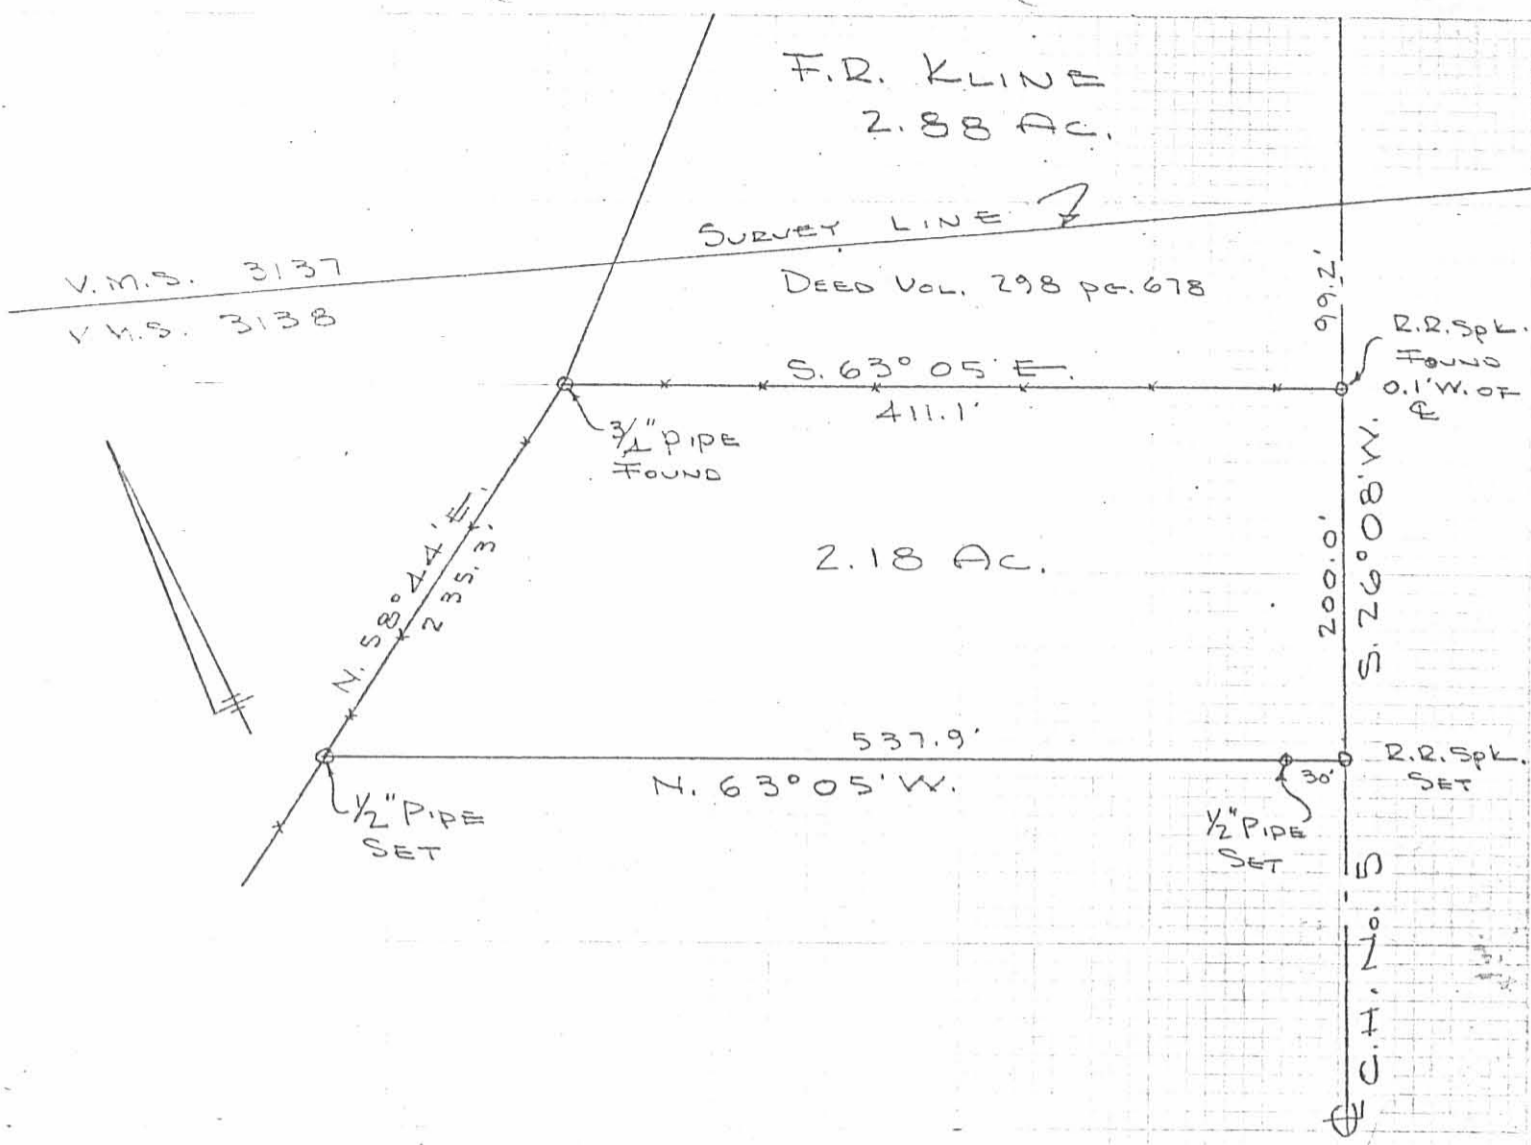 F.R. KLINE
2.88 AC.
SURVEY LINE
V.M.S. 3137
V.M.S. 3138
DEED VOL. 298 PG. 678
99.2'
R.R. Spk.
FOUND
0.1' W. OF
℄
S. 63° 05' E.
411.1'
3/4" PIPE
FOUND
N. 58° 44' E.
235.3'
2.18 AC.
200.0'
S. 26° 08' W.
537.9'
N. 63° 05' W.
30'
R.R. Spk.
SET
1/2" PIPE
SET
1/2" PIPE
SET
℄ C.H. No. 5